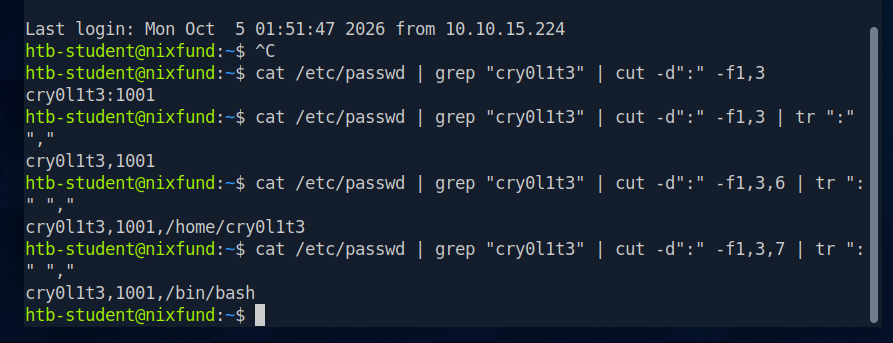 Last login: Mon Oct  5 01:51:47 2026 from 10.10.15.224
htb-student@nixfund:~$ ^C
htb-student@nixfund:~$ cat /etc/passwd | grep "cry0l1t3" | cut -d":" -f1,3
cry0l1t3:1001
htb-student@nixfund:~$ cat /etc/passwd | grep "cry0l1t3" | cut -d":" -f1,3 | tr ":"
","
cry0l1t3,1001
htb-student@nixfund:~$ cat /etc/passwd | grep "cry0l1t3" | cut -d":" -f1,3,6 | tr ":
" ","
cry0l1t3,1001,/home/cry0l1t3
htb-student@nixfund:~$ cat /etc/passwd | grep "cry0l1t3" | cut -d":" -f1,3,7 | tr ":
" ","
cry0l1t3,1001,/bin/bash
htb-student@nixfund:~$